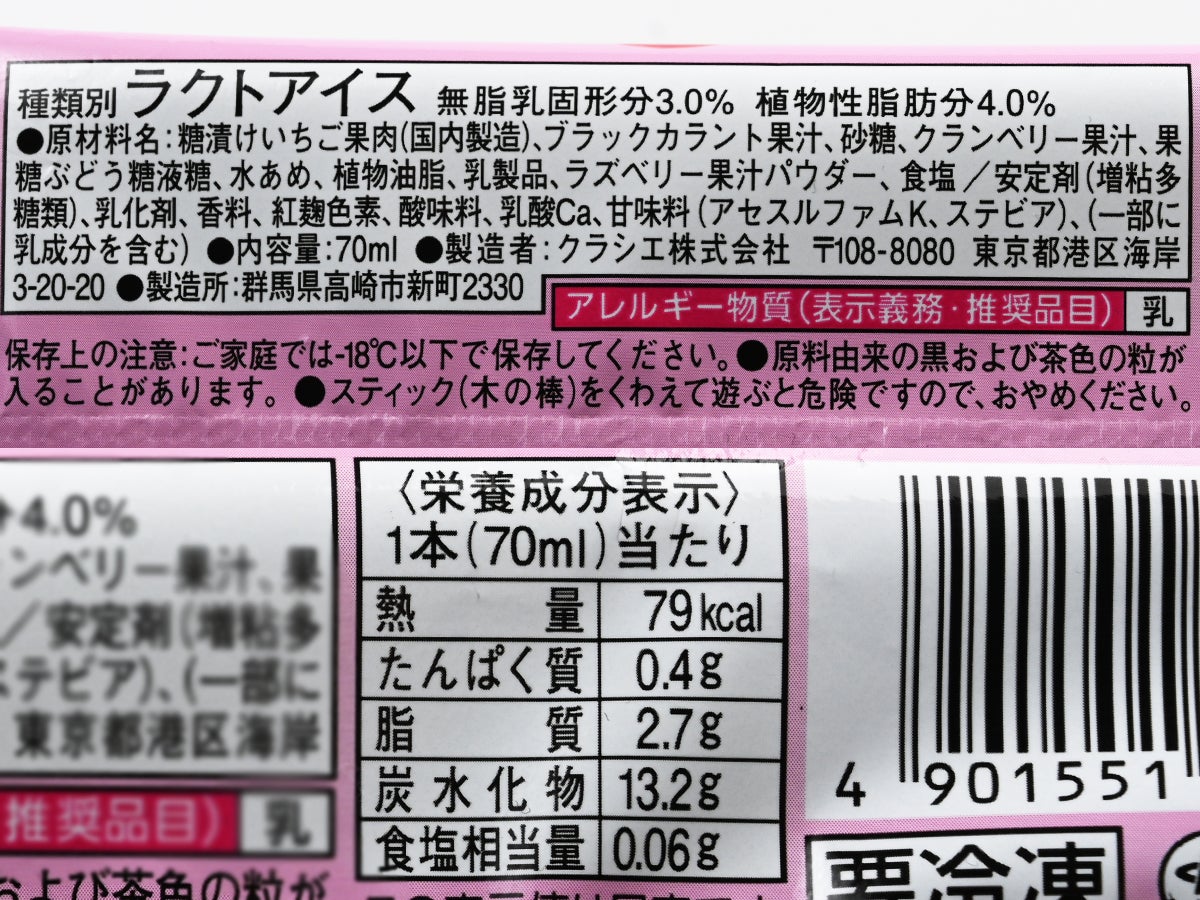 種類別 ラクトアイス 無脂乳固形分3.0% 植物性脂肪分4.0%
●原材料名:糖漬けいちご果肉(国内製造)、ブラックカラント果汁、砂糖、クランベリー果汁、果
糖ぶどう糖液糖、水あめ、植物油脂、乳製品、ラズベリー果汁パウダー、食塩/安定剤(増粘多
糖類)、乳化剤、香料、紅麹色素、酸味料、乳酸Ca、甘味料(アセスルファムK、ステビア)、(一部に
乳成分を含む) ●内容量:70ml ●製造者:クラシエ株式会社 〒108-8080 東京都港区海岸
3-20-20 ●製造所:群馬県高崎市新町2330
アレルギー物質(表示義務・推奨品目) 乳
保存上の注意:ご家庭では-18℃以下で保存してください。●原料由来の黒および茶色の粒が
入ることがあります。●スティック(木の棒)をくわえて遊ぶと危険ですので、おやめください。
4.0%
ンベリー果汁、果
/安定剤(増粘多
ステビア)、(一部に
東京都港区海岸
推奨品目) 乳
および茶色の粒が
〈栄養成分表示〉
1本(70ml)当たり
熱量 79kcal
たんぱく質 0.4g
脂質 2.7g
炭水化物 13.2g
食塩相当量 0.06g
4 901551
要冷凍